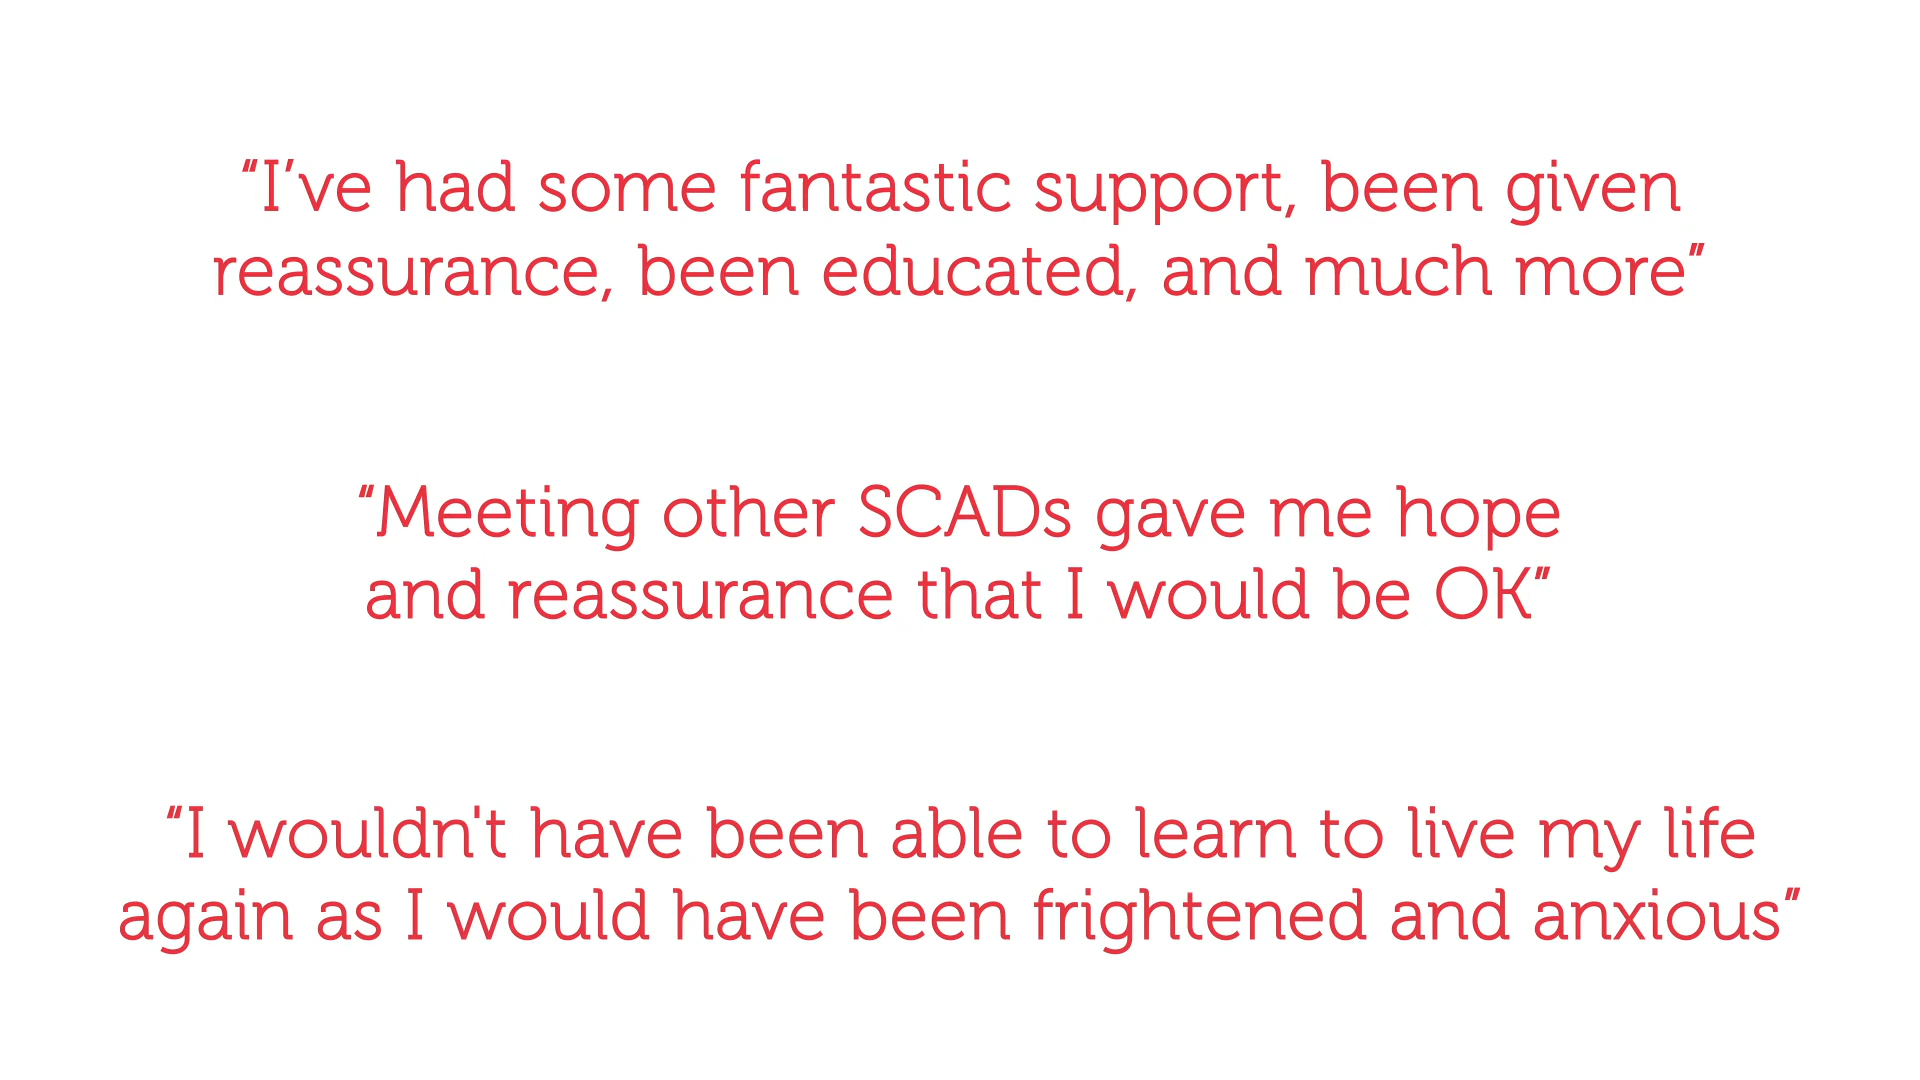 “I’ve had some fantastic support, been given
reassurance, been educated, and much more”
“Meeting other SCADs gave me hope
and reassurance that I would be OK”
“I wouldn't have been able to learn to live my life
again as I would have been frightened and anxious”